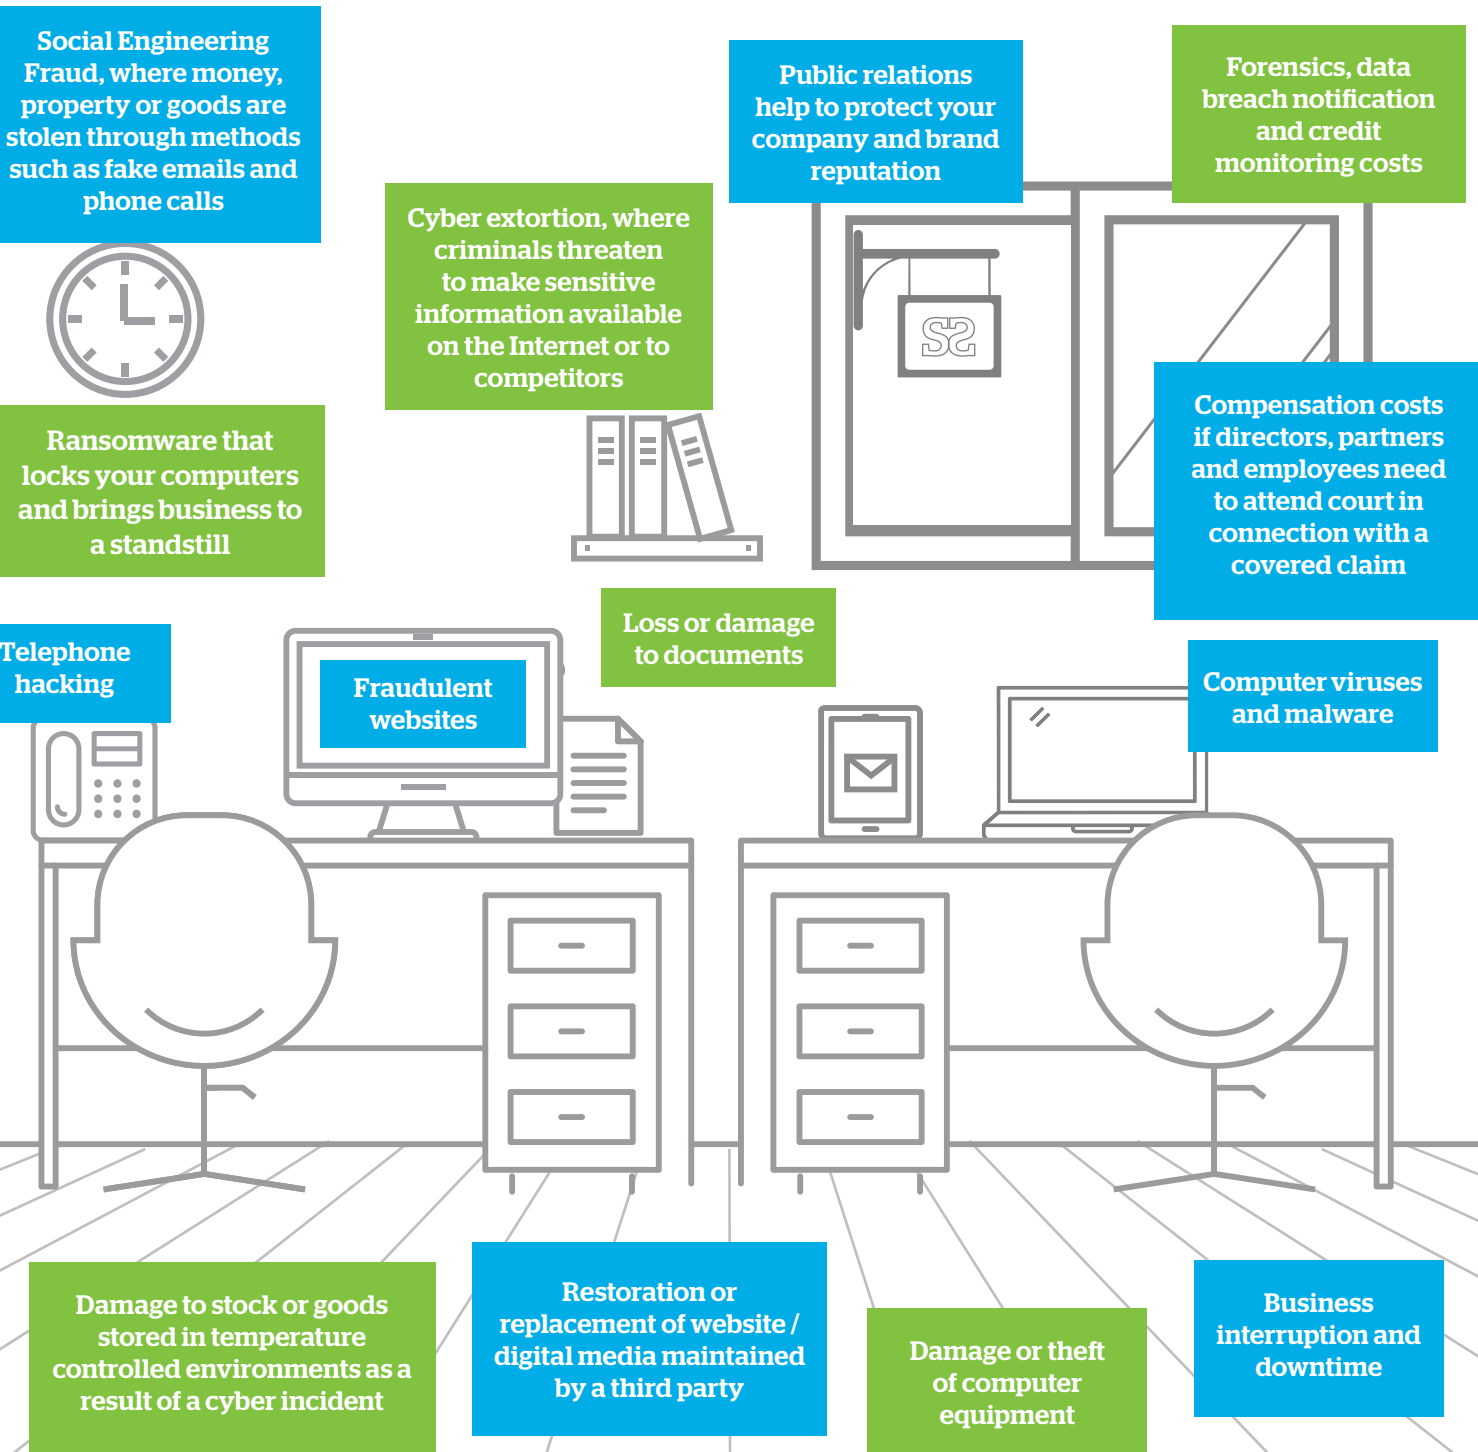 Social Engineering
Fraud, where money,
property or goods are
stolen through methods
such as fake emails and
phone calls
Public relations
help to protect your
company and brand
reputation
Forensics, data
breach notification
and credit
monitoring costs
Cyber extortion, where
criminals threaten
to make sensitive
information available
on the Internet or to
competitors
Ransomware that
locks your computers
and brings business to
a standstill
Compensation costs
if directors, partners
and employees need
to attend court in
connection with a
covered claim
Loss or damage
to documents
Telephone
hacking
Fraudulent
websites
Computer viruses
and malware
Damage to stock or goods
stored in temperature
controlled environments as a
result of a cyber incident
Restoration or
replacement of website /
digital media maintained
by a third party
Damage or theft
of computer
equipment
Business
interruption and
downtime